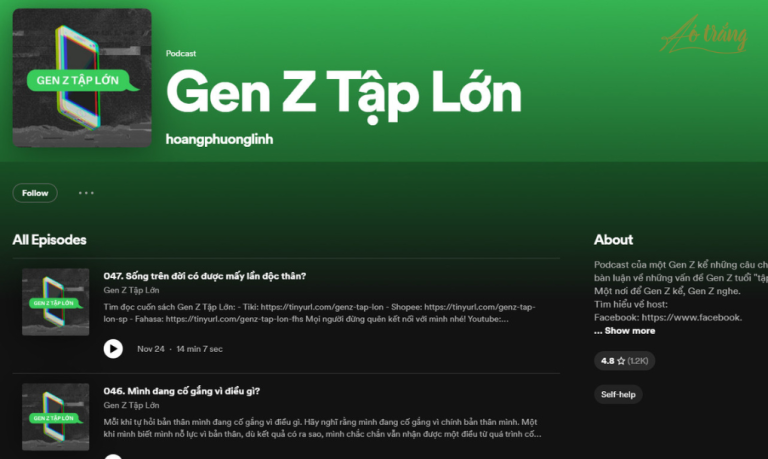 Áo trắng
GEN Z TẬP LỚN
Podcast
Gen Z Tập Lớn
hoangphuonglinh
Follow
All Episodes
GEN Z TẬP LỚN
047. Sống trên đời có được mấy lần độc thân?
Gen Z Tập Lớn
Tìm đọc cuốn sách Gen Z Tập Lớn: - Tiki: https://tinyurl.com/genz-tap-lon - Shopee: https://tinyurl.com/genz-tap-
lon-sp - Fahasa: https://tinyurl.com/genz-tap-lon-fhs Mọi người đừng quên kết nối với mình nhé! Youtube:...
Nov 24 · 14 min 7 sec
GEN Z TẬP LỚN
046. Mình đang cố gắng vì điều gì?
Gen Z Tập Lớn
Mỗi khi tự hỏi bản thân mình đang cố gắng vì điều gì. Hãy nghĩ rằng mình đang cố gắng vì chính bản thân mình. Một
khi mình biết mình nỗ lực vì bản thân, dù kết quả có ra sao, mình chắc chắn vẫn nhận được một điều từ quá trình cố...
About
Podcast của một Gen Z kể những câu ch
bàn luận về những vấn đề Gen Z tuổi "tậ
Một nơi để Gen Z kể, Gen Z nghe.
Tìm hiểu về host:
Facebook: https://www.facebook.
... Show more
4.8 ☆ (1.2K)
Self-help